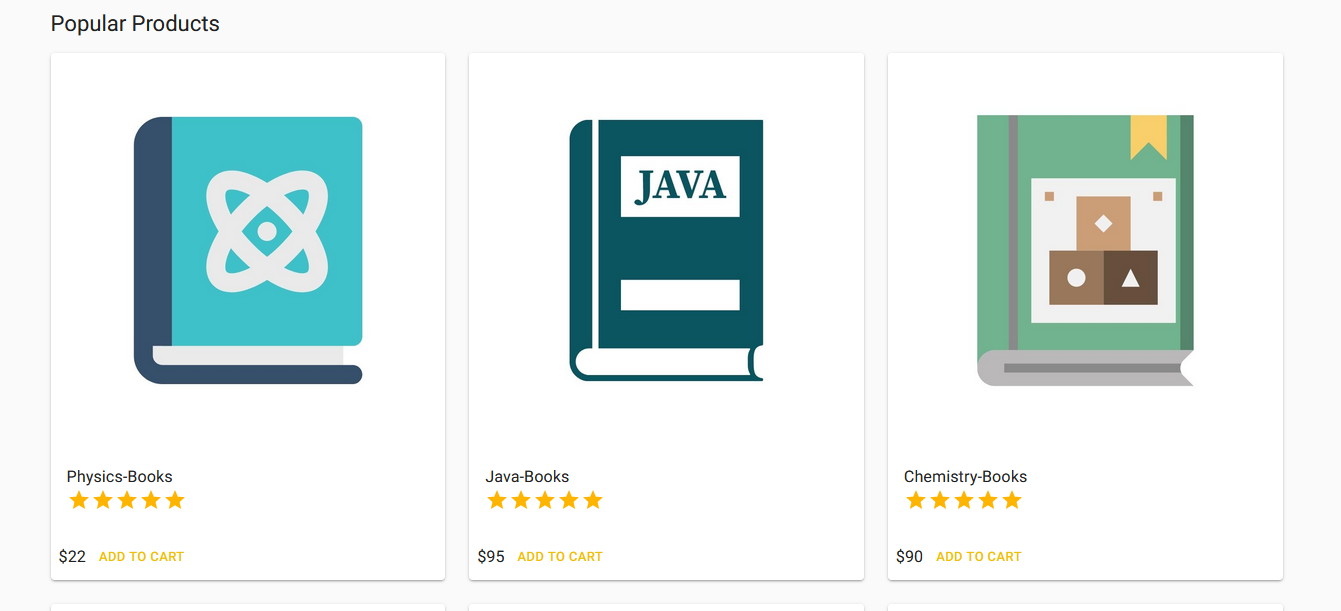 Popular Products
JAVA
Physics-Books
Java-Books
Chemistry-Books
$22 ADD TO CART
$95 ADD TO CART
$90 ADD TO CART